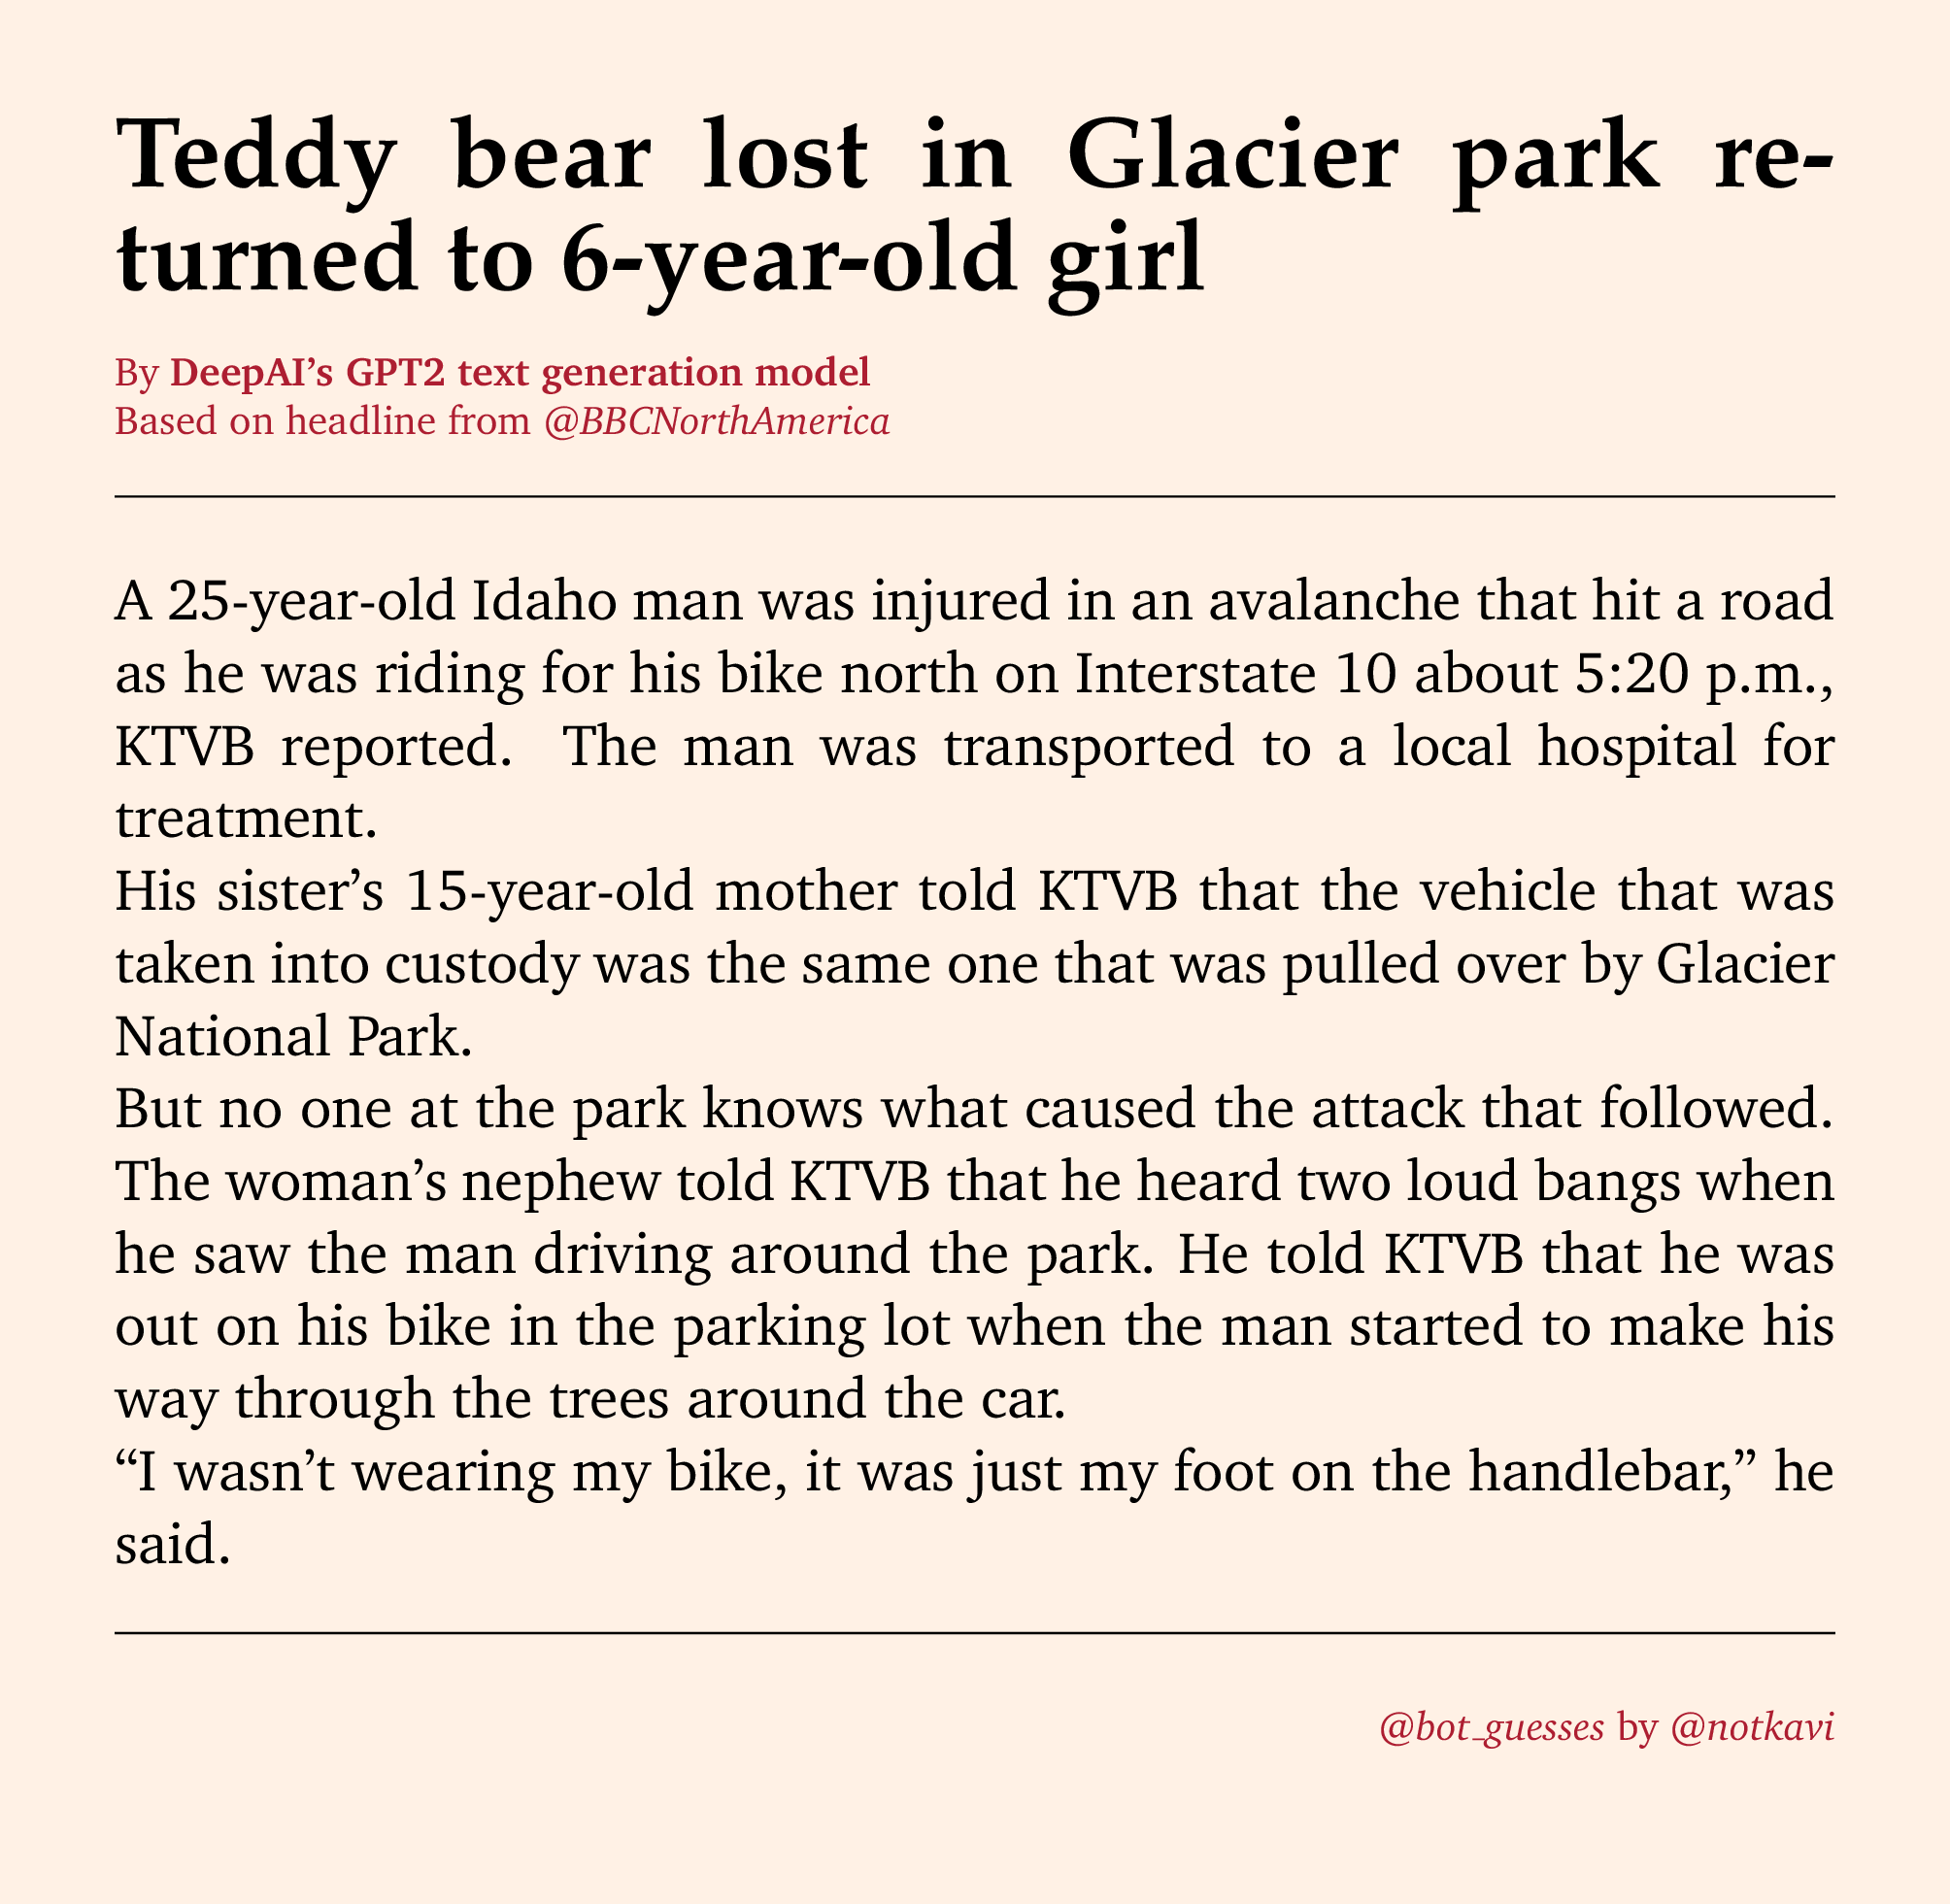 Teddy bear lost in Glacier park re-
turned to 6-year-old girl
By DeepAI’s GPT2 text generation model
Based on headline from @BBCNorthAmerica
A 25-year-old Idaho man was injured in an avalanche that hit a road
as he was riding for his bike north on Interstate 10 about 5:20 p.m.,
KTVB reported. The man was transported to a local hospital for
treatment.
His sister’s 15-year-old mother told KTVB that the vehicle that was
taken into custody was the same one that was pulled over by Glacier
National Park.
But no one at the park knows what caused the attack that followed.
The woman’s nephew told KTVB that he heard two loud bangs when
he saw the man driving around the park. He told KTVB that he was
out on his bike in the parking lot when the man started to make his
way through the trees around the car.
“I wasn’t wearing my bike, it was just my foot on the handlebar,” he
said.
@bot_guesses by @notkavi